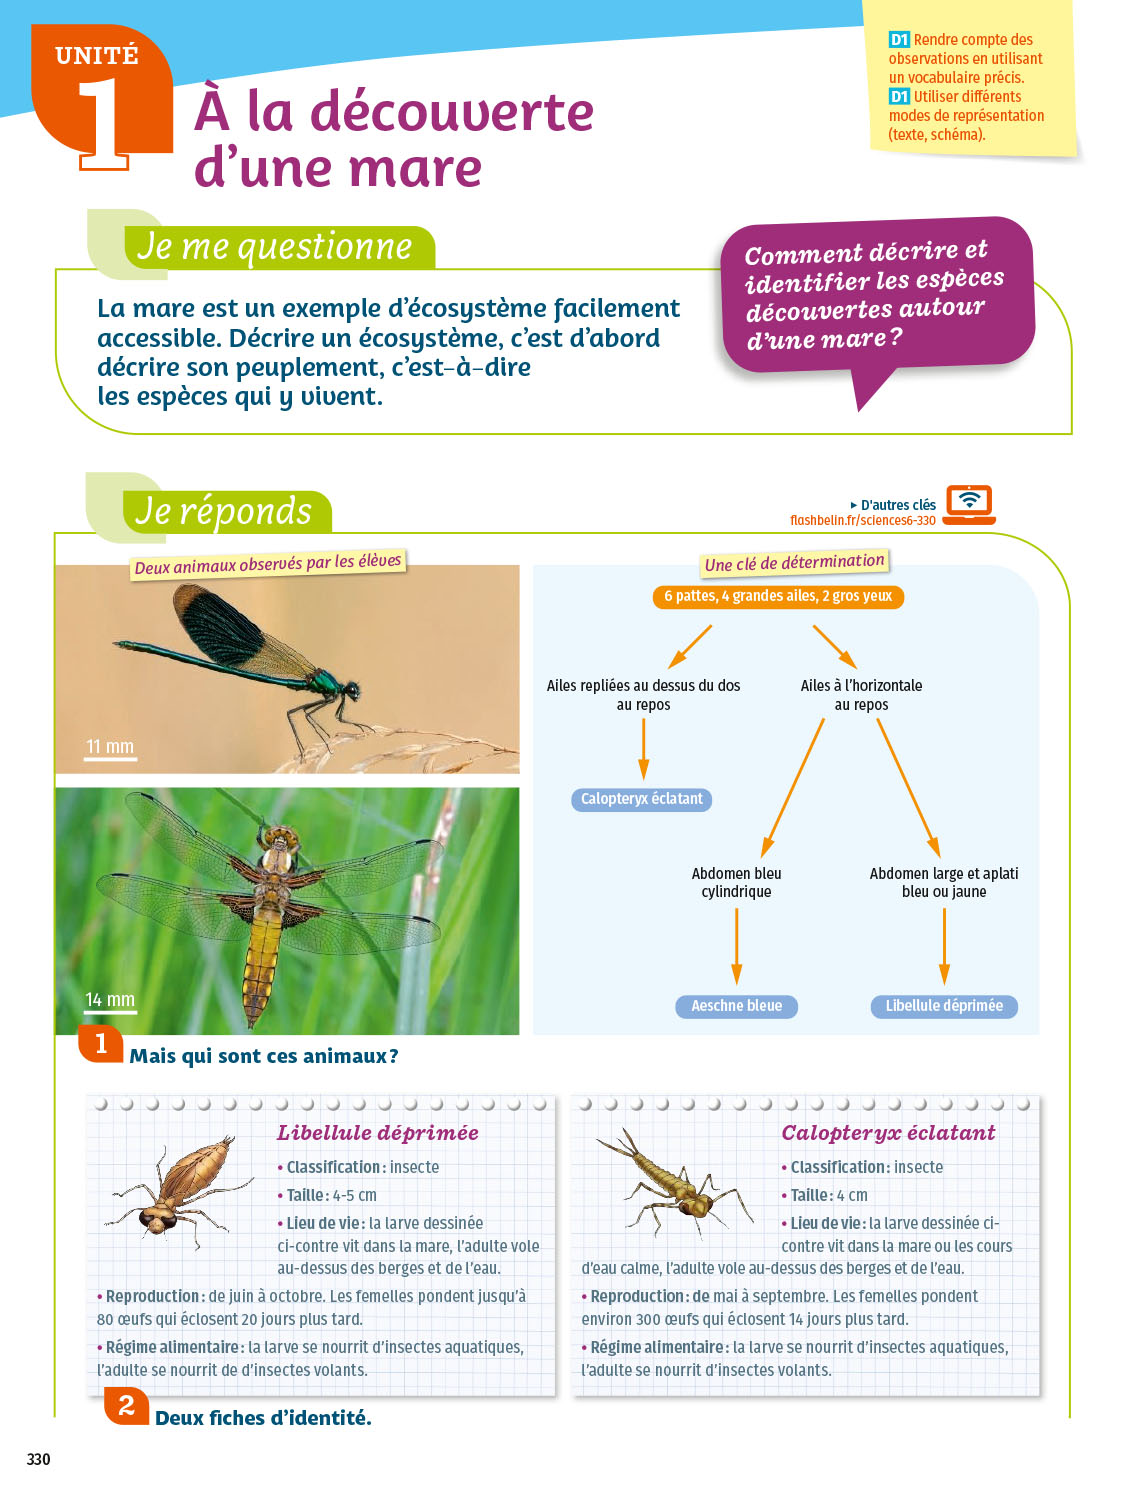 UNITÉ
1
À la découverte
d'une mare
D1 Rendre compte des
observations en utilisant
un vocabulaire précis.
D1 Utiliser différents
modes de représentation
(texte, schéma).
Je me questionne
La mare est un exemple d'écosystème facilement
accessible. Décrire un écosystème, c'est d'abord
décrire son peuplement, c'est-à-dire
les espèces qui y vivent.
Comment décrire et
identifier les espèces
découvertes autour
d'une mare ?
Je réponds
▸ D'autres clés
flashbelin.fr/sciences6-330
Deux animaux observés par les élèves
11 mm
14 mm
Une clé de détermination
6 pattes, 4 grandes ailes, 2 gros yeux
Ailes repliées au dessus du dos
au repos
Ailes à l'horizontale
au repos
Calopteryx éclatant
Abdomen bleu
cylindrique
Abdomen large et aplati
bleu ou jaune
Aeschne bleue
Libellule déprimée
1 Mais qui sont ces animaux ?
Libellule déprimée
• Classification : insecte
• Taille : 4-5 cm
• Lieu de vie : la larve dessinée
ci-contre vit dans la mare, l'adulte vole
au-dessus des berges et de l'eau.
• Reproduction : de juin à octobre. Les femelles pondent jusqu'à
80 œufs qui éclosent 20 jours plus tard.
• Régime alimentaire : la larve se nourrit d'insectes aquatiques,
l'adulte se nourrit de d'insectes volants.
Calopteryx éclatant
• Classification : insecte
• Taille : 4 cm
• Lieu de vie : la larve dessinée ci-
contre vit dans la mare ou les cours
d'eau calme, l'adulte vole au-dessus des berges et de l'eau.
• Reproduction : de mai à septembre. Les femelles pondent
environ 300 œufs qui éclosent 14 jours plus tard.
• Régime alimentaire : la larve se nourrit d'insectes aquatiques,
l'adulte se nourrit d'insectes volants.
2 Deux fiches d'identité.
330